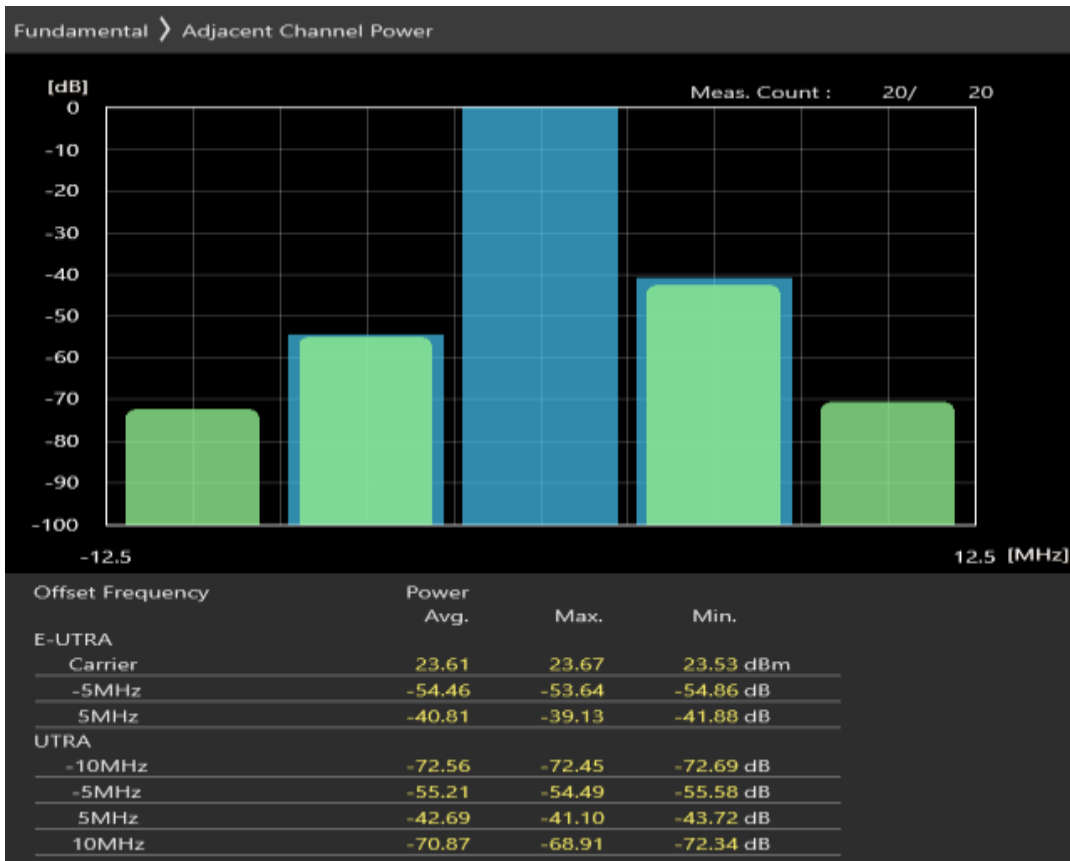 Fundamental ❯ Adjacent Channel Power
[dB]
Meas. Count : 20/ 20
0
-10
-20
-30
-40
-50
-60
-70
-80
-90
-100
-12.5 12.5 [MHz]
Offset Frequency Power
Avg. Max. Min.
E-UTRA
Carrier 23.61 23.67 23.53 dBm
-5MHz -54.46 -53.64 -54.86 dB
5MHz -40.81 -39.13 -41.88 dB
UTRA
-10MHz -72.56 -72.45 -72.69 dB
-5MHz -55.21 -54.49 -55.58 dB
5MHz -42.69 -41.10 -43.72 dB
10MHz -70.87 -68.91 -72.34 dB